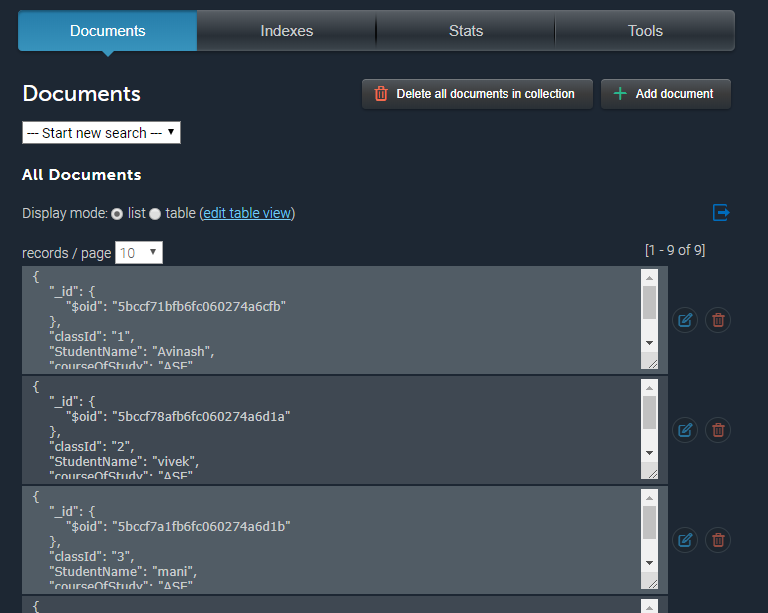 Documents Indexes Stats Tools
Documents
Delete all documents in collection
Add document
--- Start new search ---
All Documents
Display mode: list table (edit table view)
records / page 10
[1 - 9 of 9]
{
"_id": {
"$oid": "5bccf71bfb6fc060274a6cfb"
},
"classId": "1",
"StudentName": "Avinash",
"courseOfStudy": "ASE"
{
"_id": {
"$oid": "5bccf78afb6fc060274a6d1a"
},
"classId": "2",
"StudentName": "vivek",
"courseOfStudy": "ASE"
{
"_id": {
"$oid": "5bccf7a1fb6fc060274a6d1b"
},
"classId": "3",
"StudentName": "mani",
"courseOfStudy": "ASE"
{